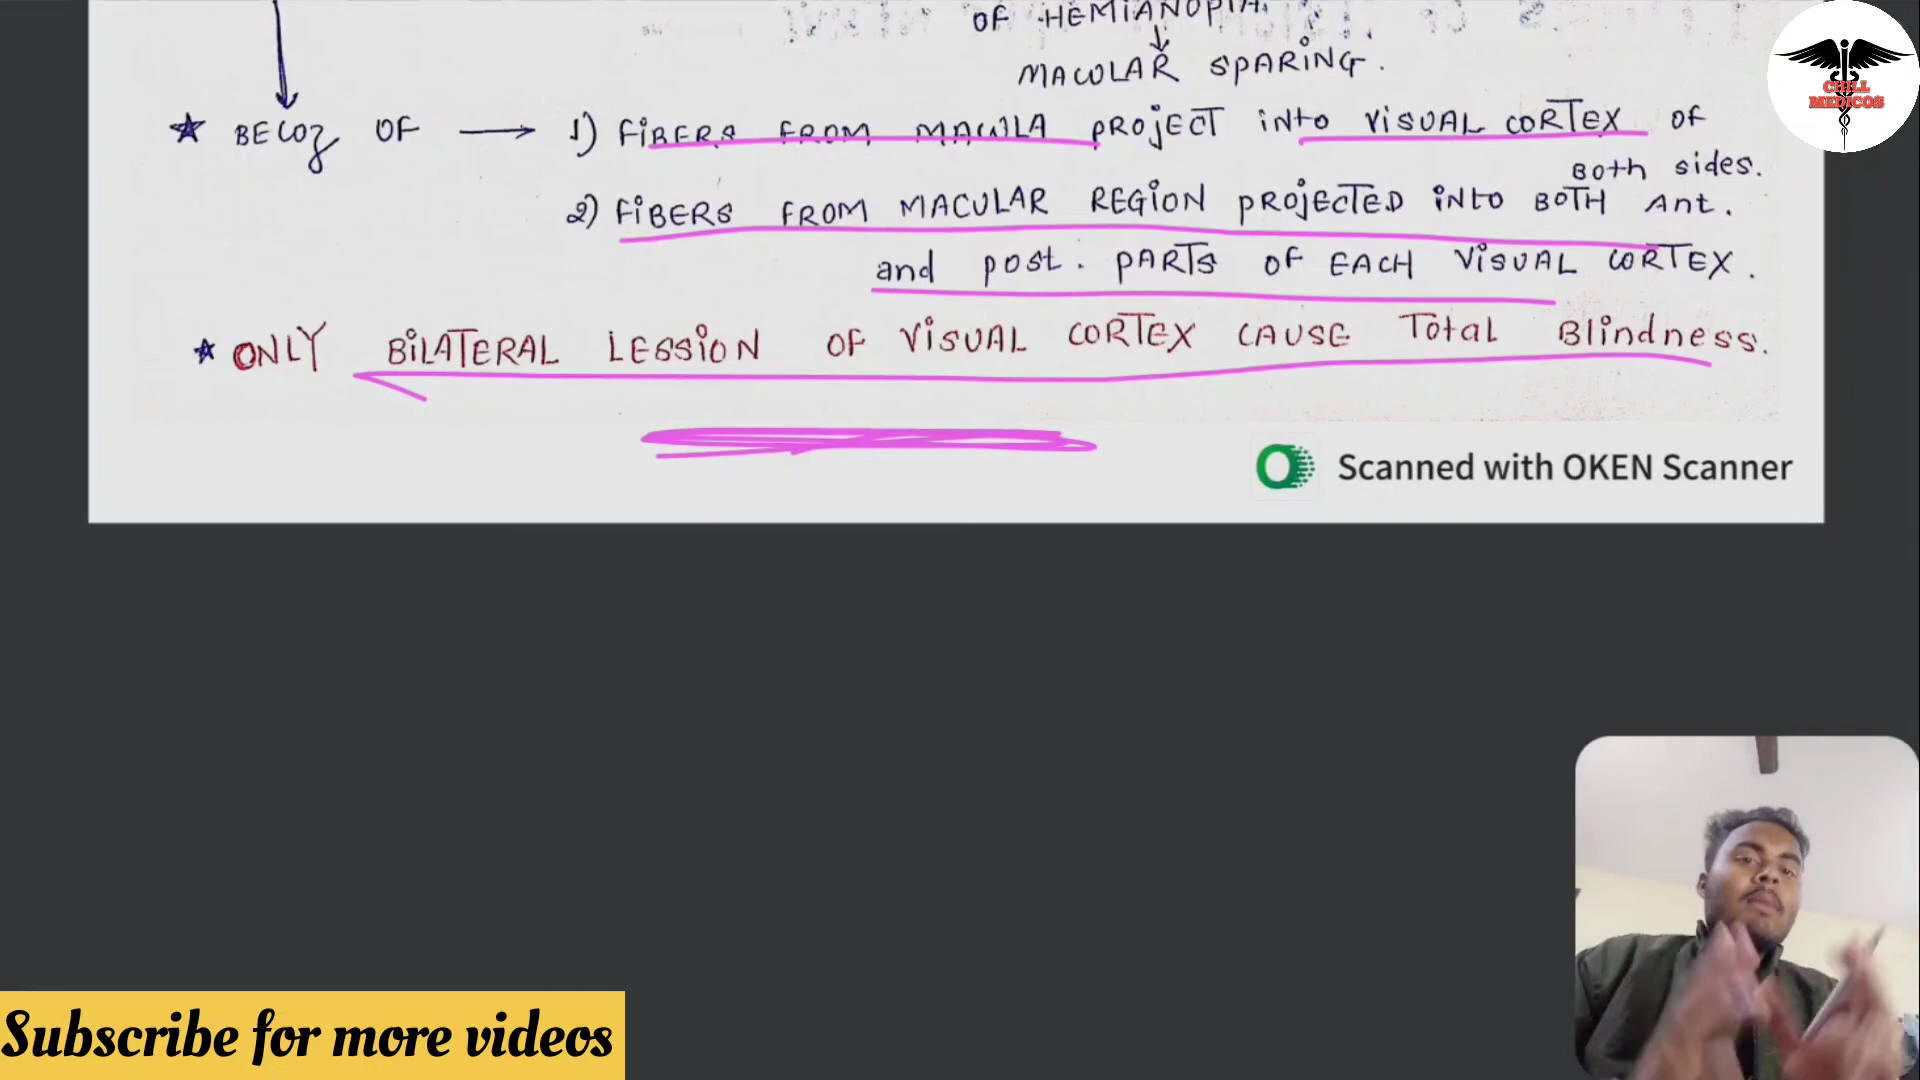 OF HEMIANOPIA.
MACULAR SPARING.
BECOZ OF → 1) FIBERS FROM MACULA PROJECT INTO VISUAL CORTEX OF
BOTH SIDES.
2) FIBERS FROM MACULAR REGION PROJECTED INTO BOTH ANT.
and post. PARTS OF EACH VISUAL CORTEX.
ONLY BILATERAL LESSION OF VISUAL CORTEX CAUSE Total Blindness.
Scanned with OKEN Scanner
CHILL
MEDICOS
Subscribe for more videos